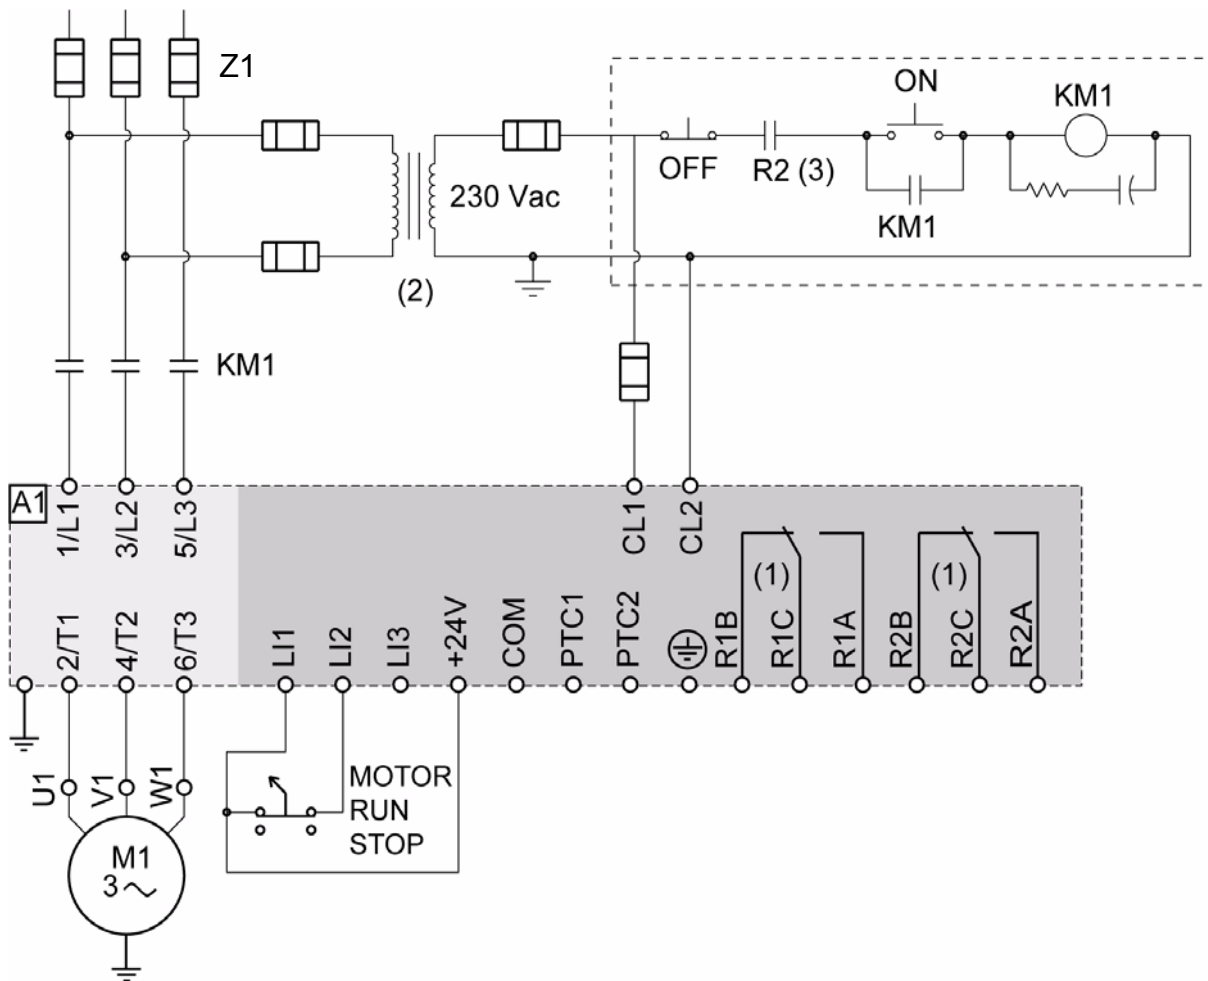 Z1
ON
KM1
OFF
R2 (3)
230 Vac
KM1
(2)
KM1
A1
1/L1
3/L2
5/L3
CL1
CL2
(1)
(1)
2/T1
4/T2
6/T3
LI1
LI2
LI3
+24V
COM
PTC1
PTC2
R1B
R1C
R1A
R2B
R2C
R2A
U1
V1
W1
MOTOR
RUN
STOP
M1
3